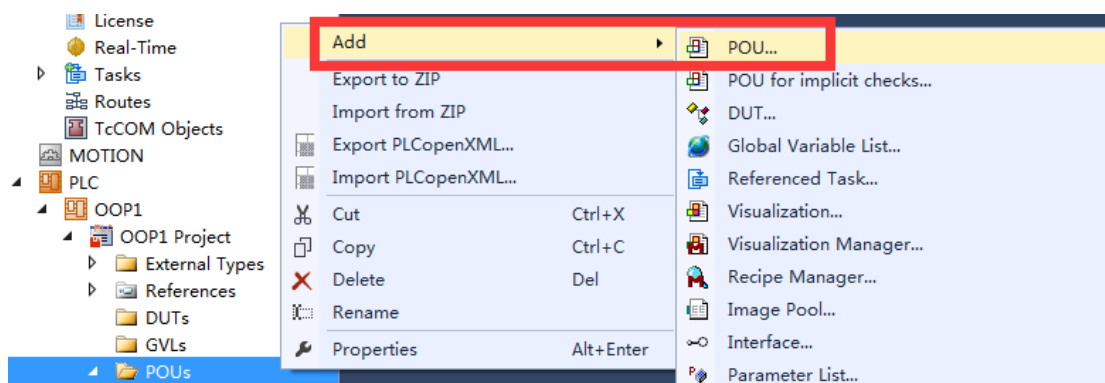 License
Real-Time
Tasks
Routes
TcCOM Objects
MOTION
PLC
OOP1
OOP1 Project
External Types
References
DUTs
GVLs
POUs
Add
Export to ZIP
Import from ZIP
Export PLCopenXML...
Import PLCopenXML...
Cut Ctrl+X
Copy Ctrl+C
Delete Del
Rename
Properties Alt+Enter
POU...
POU for implicit checks...
DUT...
Global Variable List...
Referenced Task...
Visualization...
Visualization Manager...
Recipe Manager...
Image Pool...
Interface...
Parameter List...